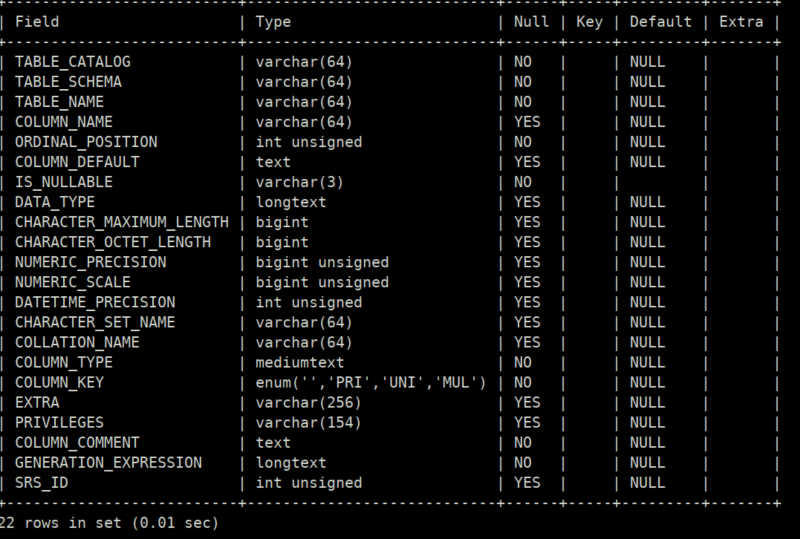 +--------------------------+----------------------------+------+-----+---------+-------+
| Field                    | Type                       | Null | Key | Default | Extra |
+--------------------------+----------------------------+------+-----+---------+-------+
| TABLE_CATALOG            | varchar(64)                | NO   |     | NULL    |       |
| TABLE_SCHEMA             | varchar(64)                | NO   |     | NULL    |       |
| TABLE_NAME               | varchar(64)                | NO   |     | NULL    |       |
| COLUMN_NAME              | varchar(64)                | YES  |     | NULL    |       |
| ORDINAL_POSITION         | int unsigned               | NO   |     | NULL    |       |
| COLUMN_DEFAULT           | text                       | YES  |     | NULL    |       |
| IS_NULLABLE              | varchar(3)                 | NO   |     |         |       |
| DATA_TYPE                | longtext                   | YES  |     | NULL    |       |
| CHARACTER_MAXIMUM_LENGTH | bigint                     | YES  |     | NULL    |       |
| CHARACTER_OCTET_LENGTH   | bigint                     | YES  |     | NULL    |       |
| NUMERIC_PRECISION        | bigint unsigned            | YES  |     | NULL    |       |
| NUMERIC_SCALE            | bigint unsigned            | YES  |     | NULL    |       |
| DATETIME_PRECISION       | int unsigned               | YES  |     | NULL    |       |
| CHARACTER_SET_NAME       | varchar(64)                | YES  |     | NULL    |       |
| COLLATION_NAME           | varchar(64)                | YES  |     | NULL    |       |
| COLUMN_TYPE              | mediumtext                 | NO   |     | NULL    |       |
| COLUMN_KEY               | enum('','PRI','UNI','MUL') | NO   |     | NULL    |       |
| EXTRA                    | varchar(256)               | YES  |     | NULL    |       |
| PRIVILEGES               | varchar(154)               | YES  |     | NULL    |       |
| COLUMN_COMMENT           | text                       | NO   |     | NULL    |       |
| GENERATION_EXPRESSION    | longtext                   | NO   |     | NULL    |       |
| SRS_ID                   | int unsigned               | YES  |     | NULL    |       |
+--------------------------+----------------------------+------+-----+---------+-------+
22 rows in set (0.01 sec)